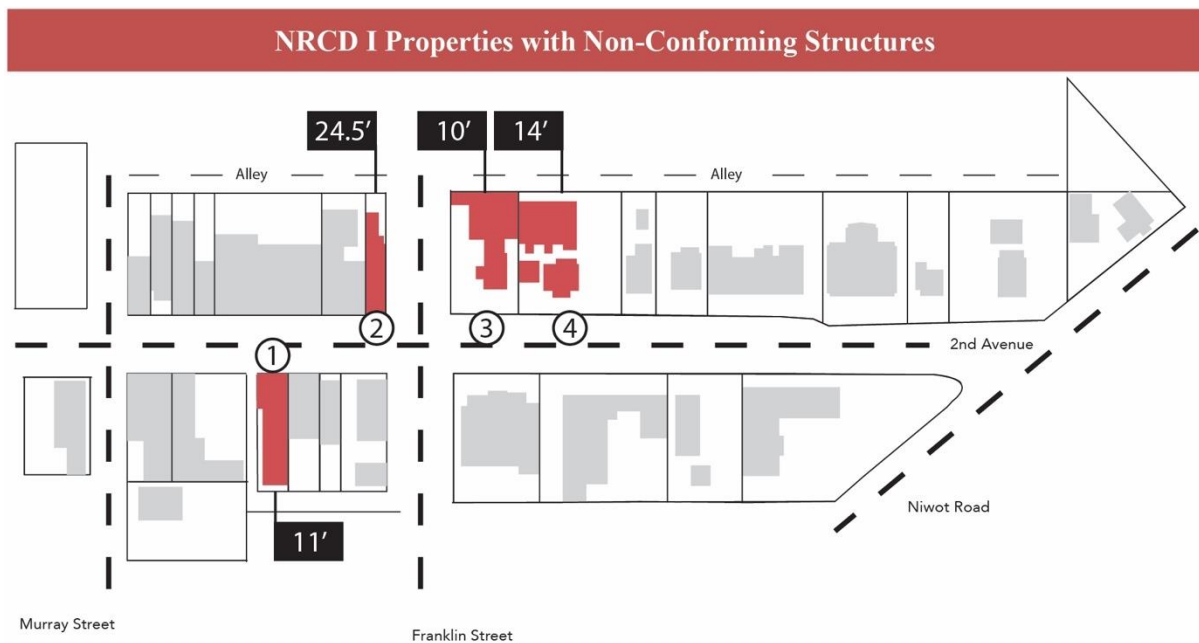 NRCD I Properties with Non-Conforming Structures
24.5’
10’
14’
Alley
Alley
2
3
4
1
2nd Avenue
11’
Niwot Road
Murray Street
Franklin Street